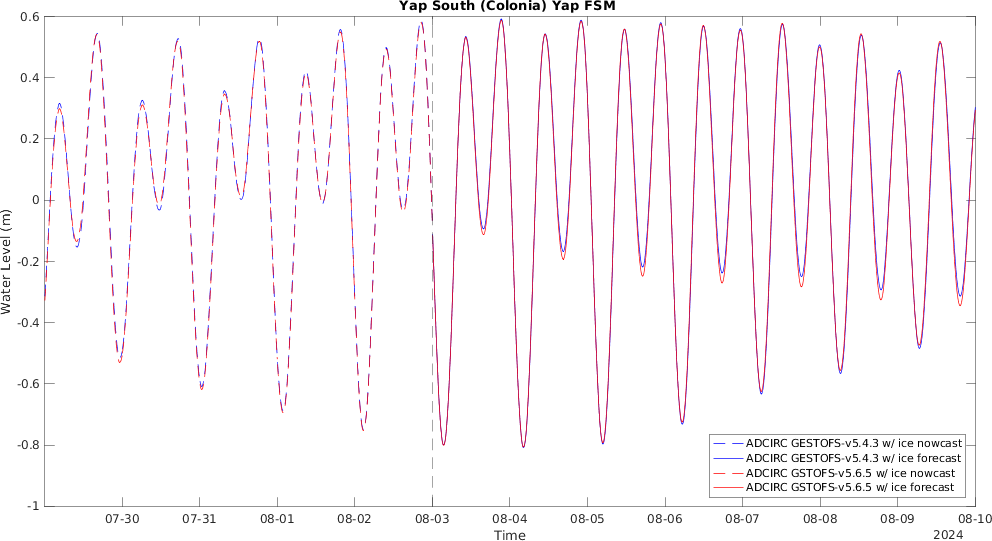 Yap South (Colonia) Yap FSM
0.6
0.4
0.2
0
-0.2
-0.4
-0.6
-0.8
-1
Water Level (m)
ADCIRC GESTOFS-v5.4.3 w/ ice nowcast
ADCIRC GESTOFS-v5.4.3 w/ ice forecast
ADCIRC GSTOFS-v5.6.5 w/ ice nowcast
ADCIRC GSTOFS-v5.6.5 w/ ice forecast
07-30 07-31 08-01 08-02 08-03 08-04 08-05 08-06 08-07 08-08 08-09 08-10
Time
2024